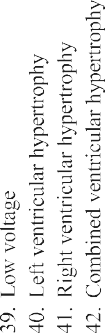 39. Low voltage
40. Left ventricular hypertrophy
41. Right ventricular hypertrophy
42. Combined ventricular hypertrophy